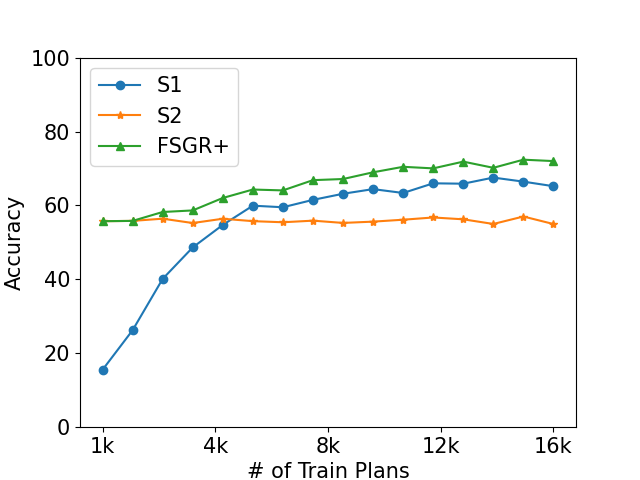 100
80
60
40
20
0
Accuracy
S1
S2
FSGR+
1k
4k
8k
12k
16k
# of Train Plans